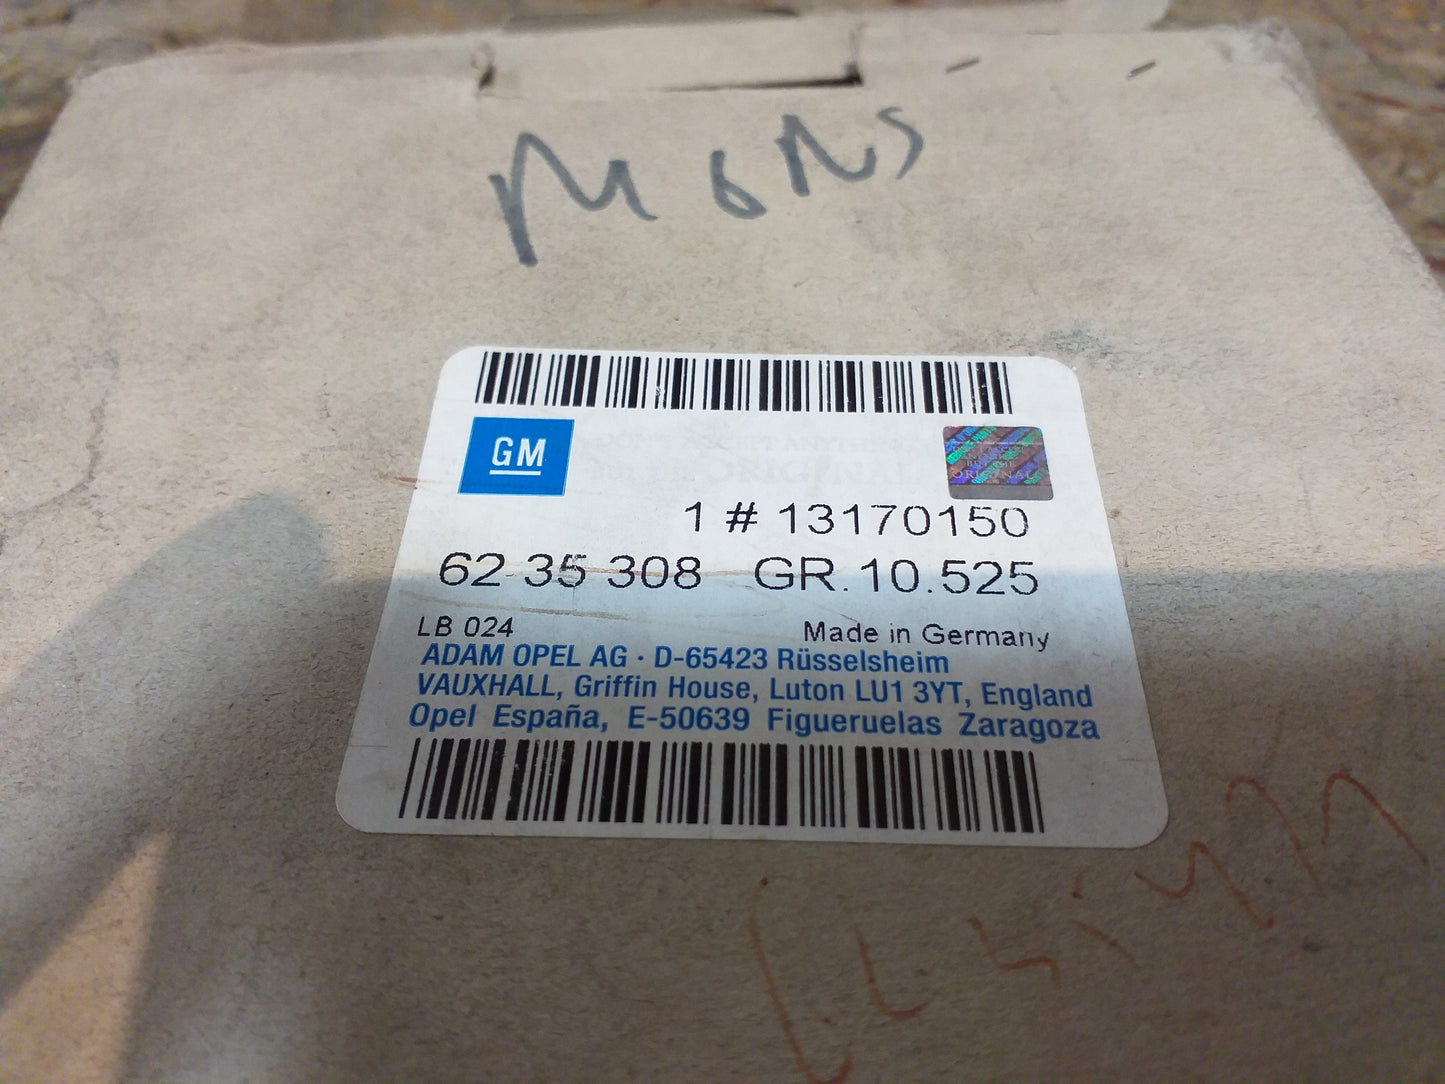 GM
ORIGINAL
1 # 13170150
62 35 308 GR.10.525
LB 024 Made in Germany
ADAM OPEL AG · D-65423 Rüsselsheim
VAUXHALL, Griffin House, Luton LU1 3YT, England
Opel España, E-50639 Figueruelas Zaragoza